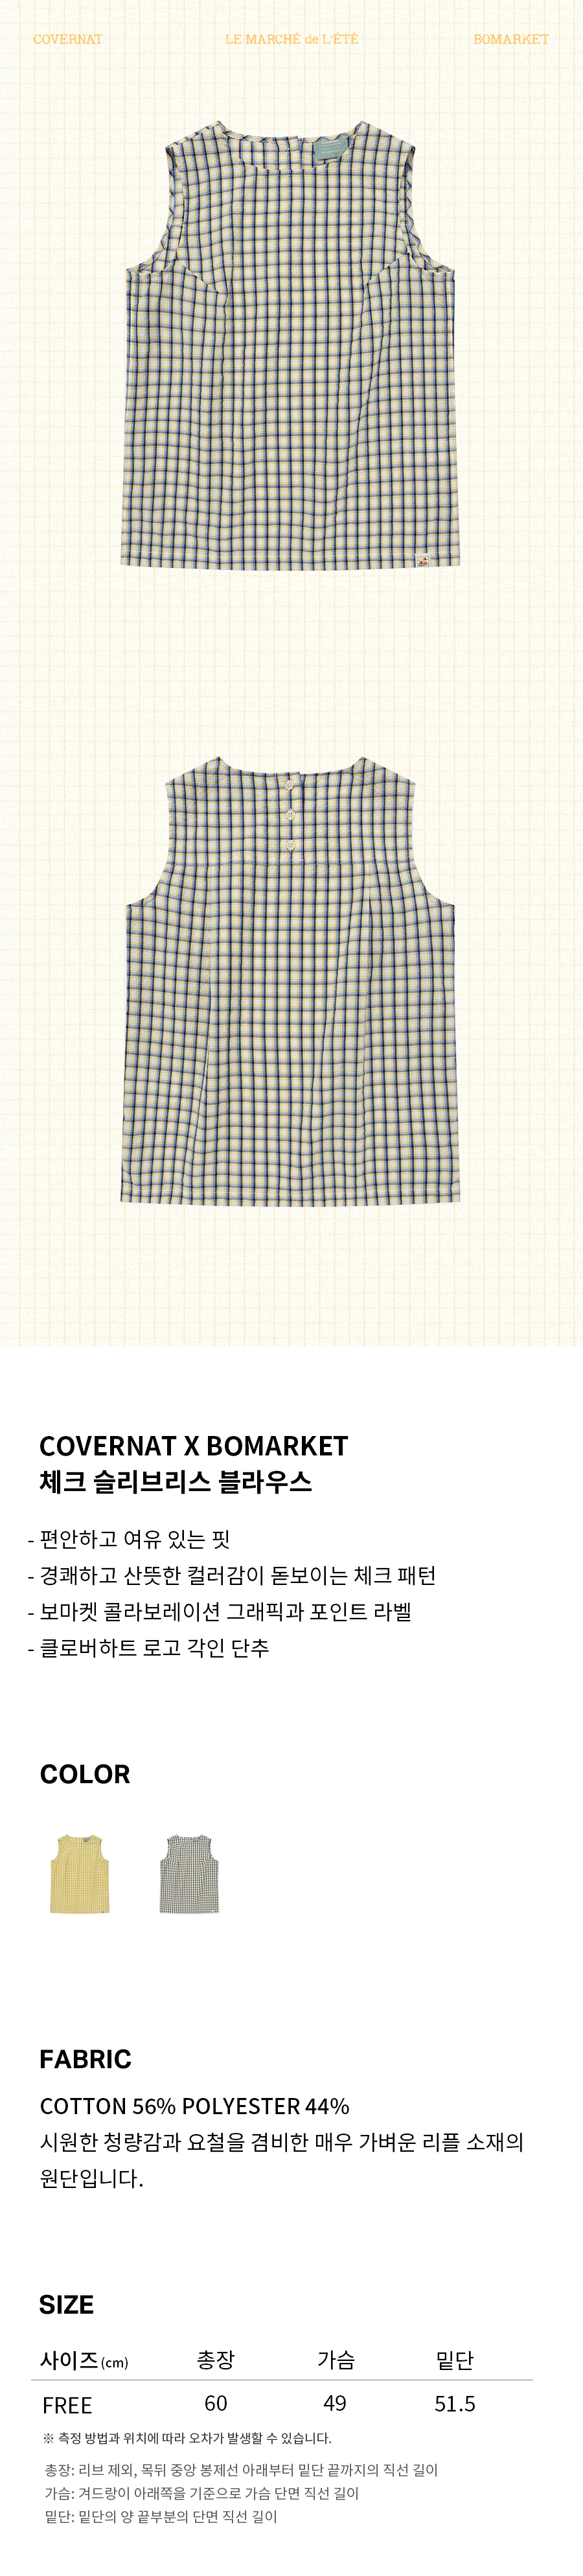 COVERNAT LE MARCHÉ de L'ÉTÉ BOMARKET
COVERNAT X BOMARKET
체크 슬리브리스 블라우스
- 편안하고 여유 있는 핏
- 경쾌하고 산뜻한 컬러감이 돋보이는 체크 패턴
- 보마켓 콜라보레이션 그래픽과 포인트 라벨
- 클로버하트 로고 각인 단추
COLOR
FABRIC
COTTON 56% POLYESTER 44%
시원한 청량감과 요철을 겸비한 매우 가벼운 리플 소재의
원단입니다.
SIZE
사이즈(cm) 총장 가슴 밑단
FREE 60 49 51.5
※ 측정 방법과 위치에 따라 오차가 발생할 수 있습니다.
총장: 리브 제외, 목뒤 중앙 봉제선 아래부터 밑단 끝까지의 직선 길이
가슴: 겨드랑이 아래쪽을 기준으로 가슴 단면 직선 길이
밑단: 밑단의 양 끝부분의 단면 직선 길이